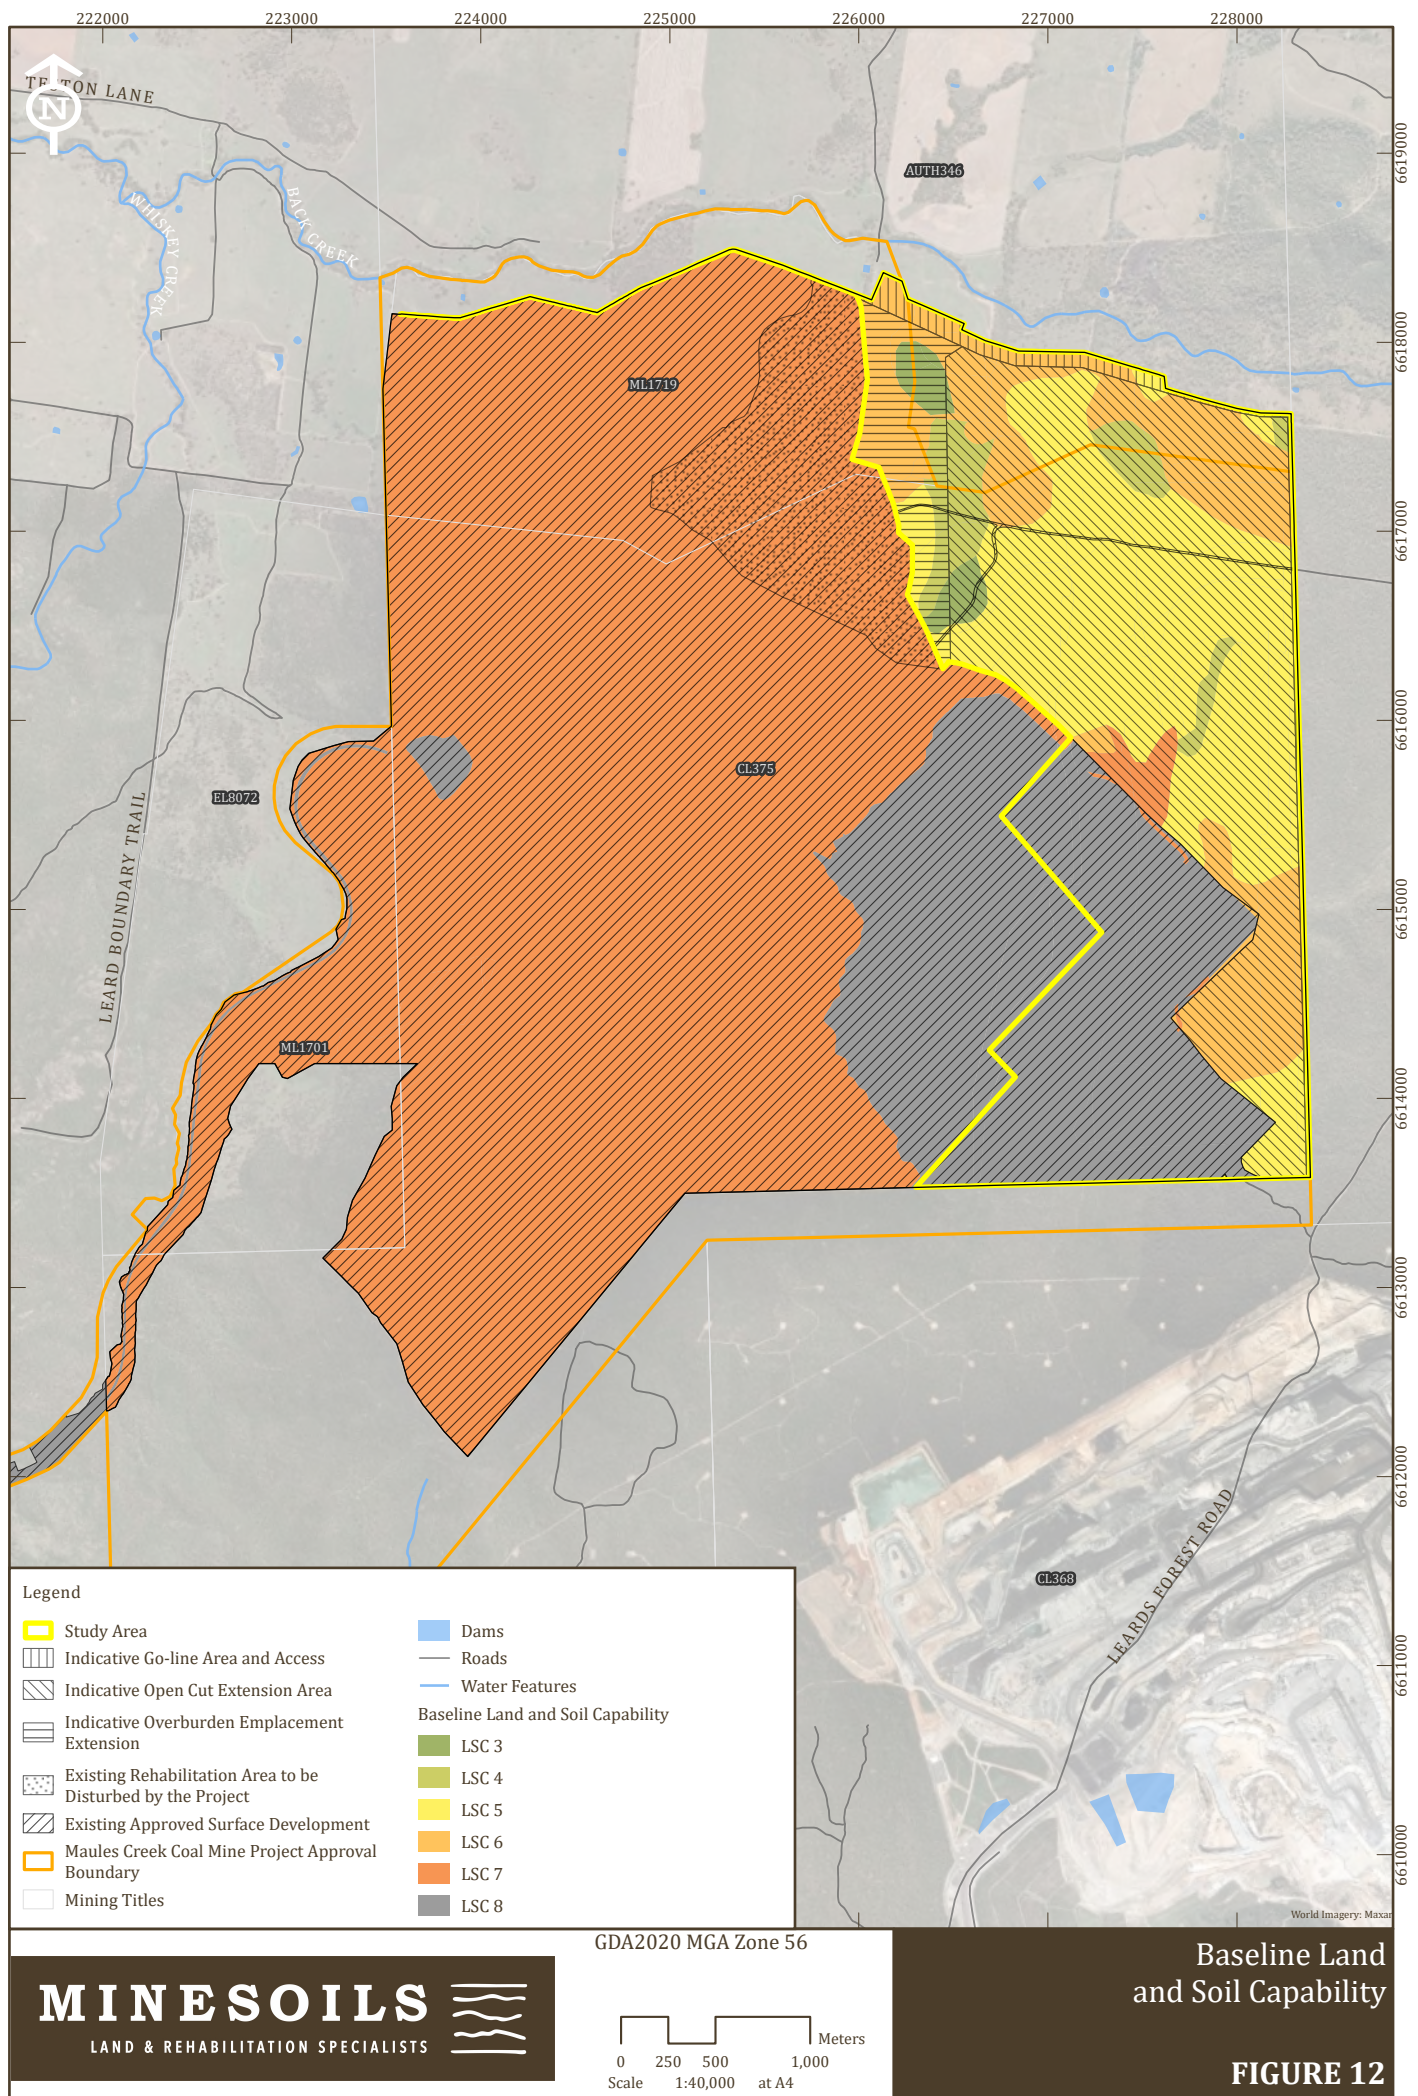 222000 223000 224000 225000 226000 227000 228000
TESTON LANE
N
6619000
AUTH346
WHISKEY CREEK
BACK CREEK
6618000
ML1719
6617000
6616000
CL375
EL8072
LEARD BOUNDARY TRAIL
6615000
ML1701
6614000
6613000
6612000
LEARDS FOREST ROAD
CL368
6611000
6610000
World Imagery: Maxar
Legend
Study Area
Indicative Go-line Area and Access
Indicative Open Cut Extension Area
Indicative Overburden Emplacement
Extension
Existing Rehabilitation Area to be
Disturbed by the Project
Existing Approved Surface Development
Maules Creek Coal Mine Project Approval
Boundary
Mining Titles
Dams
Roads
Water Features
Baseline Land and Soil Capability
LSC 3
LSC 4
LSC 5
LSC 6
LSC 7
LSC 8
MINESOILS
LAND & REHABILITATION SPECIALISTS
GDA2020 MGA Zone 56
Meters
0 250 500 1,000
Scale 1:40,000 at A4
Baseline Land
and Soil Capability
FIGURE 12